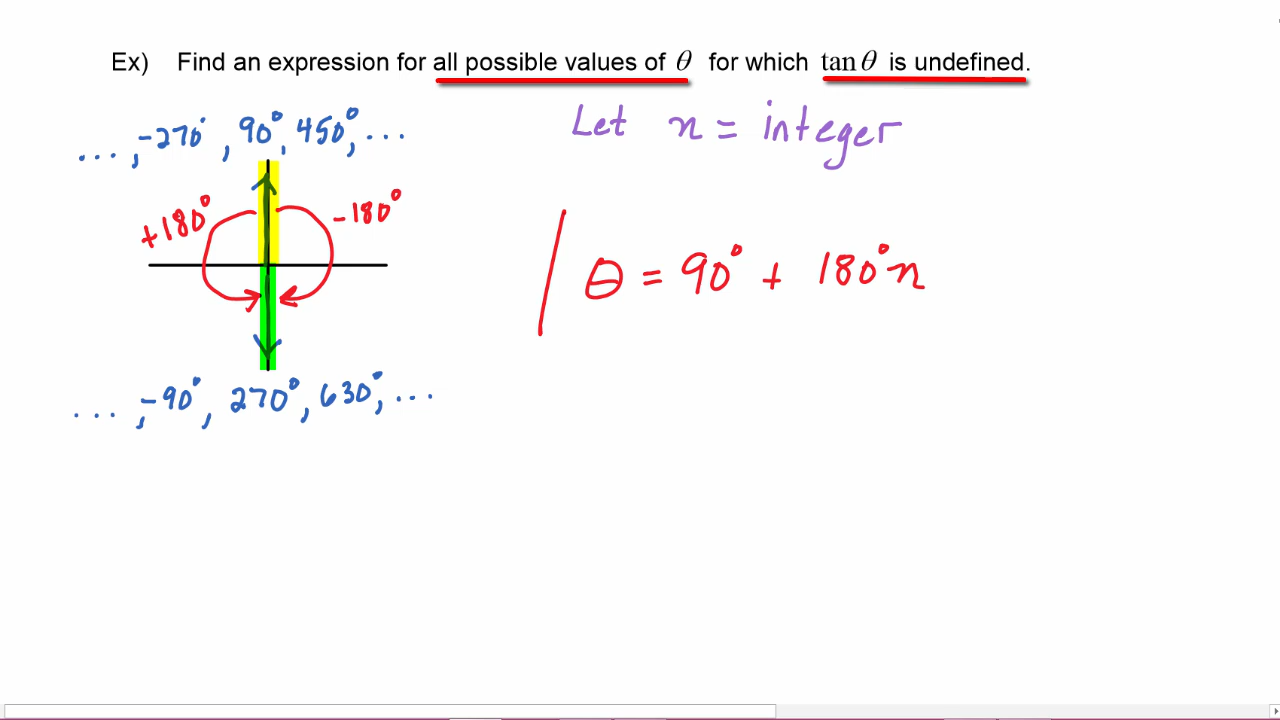 Ex) Find an expression for all possible values of θ for which tan θ is undefined.
Let n = integer
..., -270°, 90°, 450°, ...
+180°
-180°
θ = 90° + 180°n
..., -90°, 270°, 630°, ...